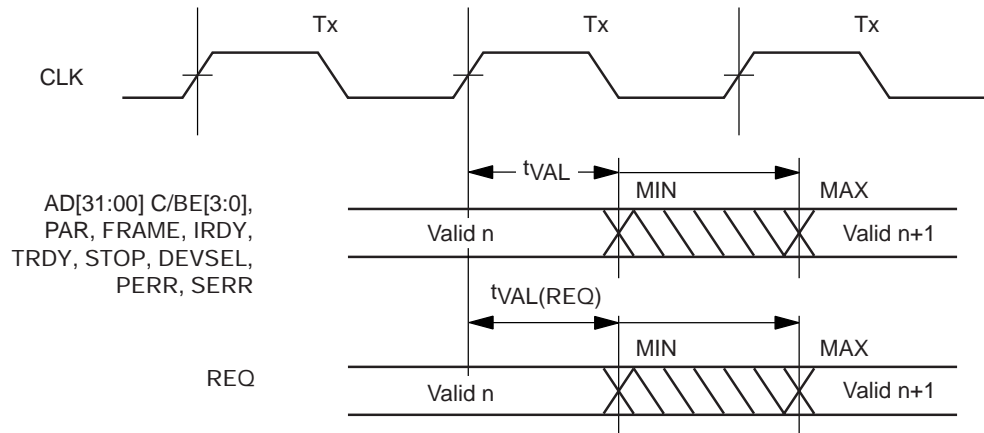 Tx Tx Tx
CLK
tVAL
MIN MAX
AD[31:00] C/BE[3:0],
PAR, FRAME, IRDY,
TRDY, STOP, DEVSEL,
PERR, SERR
Valid n Valid n+1
tVAL(REQ)
MIN MAX
REQ
Valid n Valid n+1